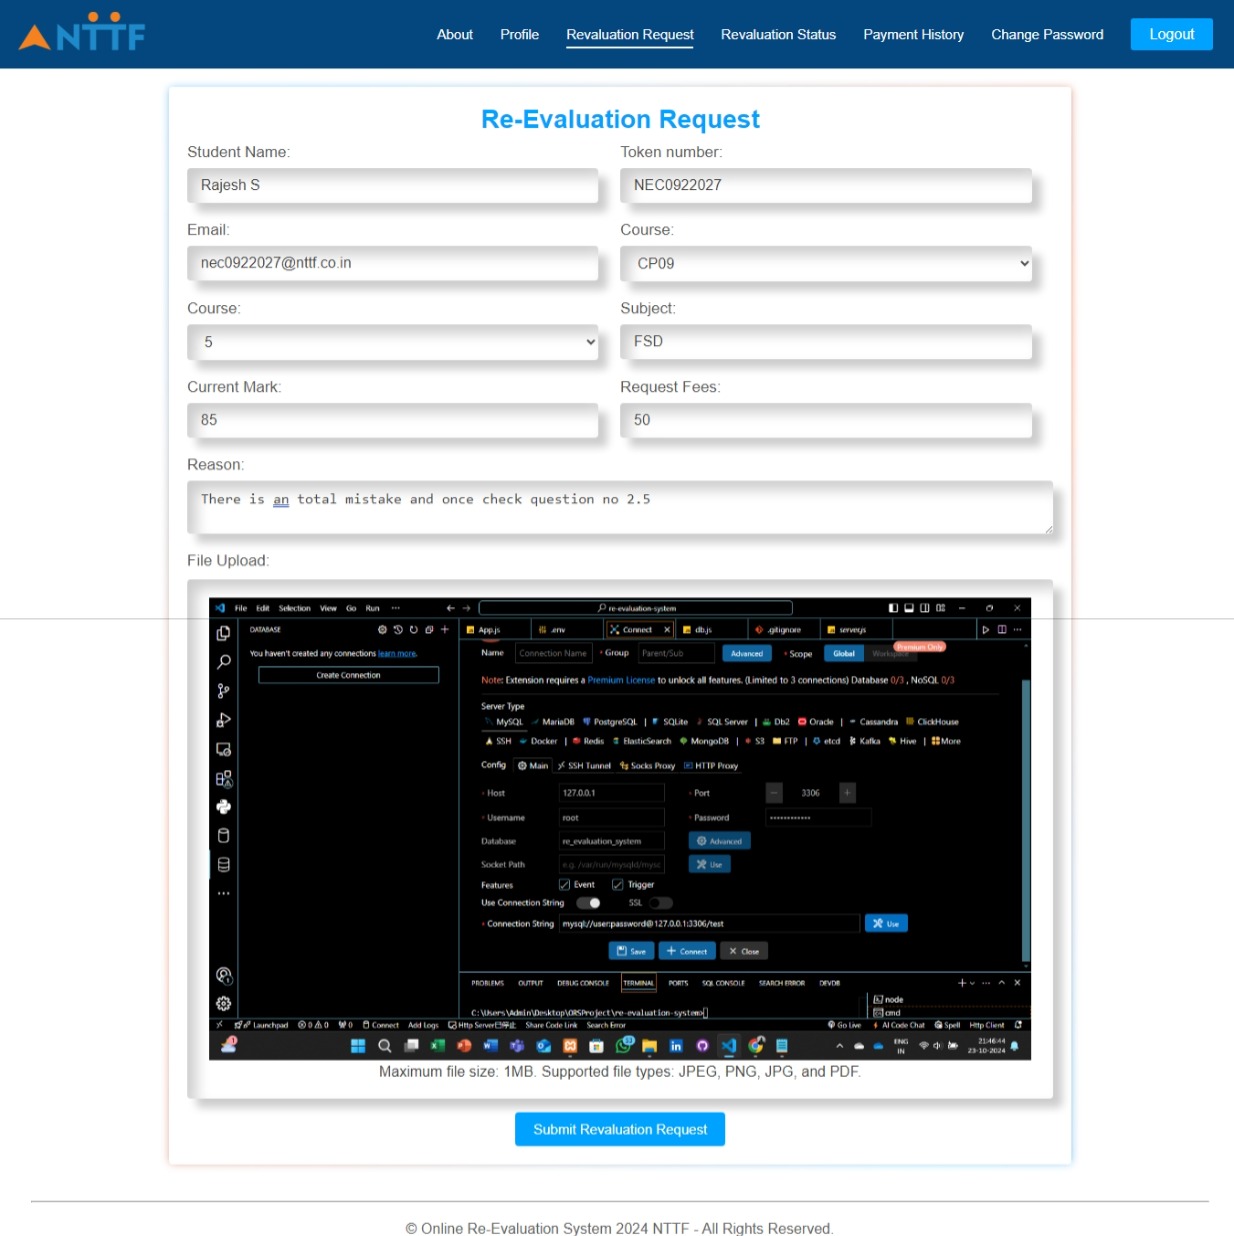 NTTF
About Profile Revaluation Request Revaluation Status Payment History Change Password Logout
Re-Evaluation Request
Student Name: Token number:
Rajesh S NEC0922027
Email: Course:
nec0922027@nttf.co.in CP09
Course: Subject:
5 FSD
Current Mark: Request Fees:
85 50
Reason:
There is an total mistake and once check question no 2.5
File Upload:
File Edit Selection View Go Run ··· re-evaluation-system
DATABASE App.js .env Connect db.js .gitignore server.js
You haven't created any connections learn more.
Create Connection
Name Connection Name Group Parent/Sub Advanced Scope Global Workspace Premium Only
Note: Extension requires a Premium License to unlock all features. (Limited to 3 connections) Database 0/3 , NoSQL 0/3
Server Type
MySQL MariaDB PostgreSQL | SQLite SQL Server | Db2 Oracle | Cassandra ClickHouse
SSH Docker | Redis ElasticSearch MongoDB | S3 FTP | etcd Kafka Hive | More
Config Main SSH Tunnel Socks Proxy HTTP Proxy
Host 127.0.0.1 Port 3306
Username root Password ············
Database re_evaluation_system Advanced
Socket Path e.g. /var/run/mysqld/mysc Use
Features Event Trigger
Use Connection String SSL
Connection String mysql://user:password@127.0.0.1:3306/test Use
Save Connect Close
PROBLEMS OUTPUT DEBUG CONSOLE TERMINAL PORTS SQL CONSOLE SEARCH ERROR DEVDB
node
C:\Users\Admin\Desktop\ORSProject\re-evaluation-system> cmd
Launchpad 0 0 0 Connect Add Logs Http Server已停止 Share Code Link Search Error Go Live AI Code Chat Spell Http Client
ENG IN 21:46:44 23-10-2024
Maximum file size: 1MB. Supported file types: JPEG, PNG, JPG, and PDF.
Submit Revaluation Request
© Online Re-Evaluation System 2024 NTTF - All Rights Reserved.